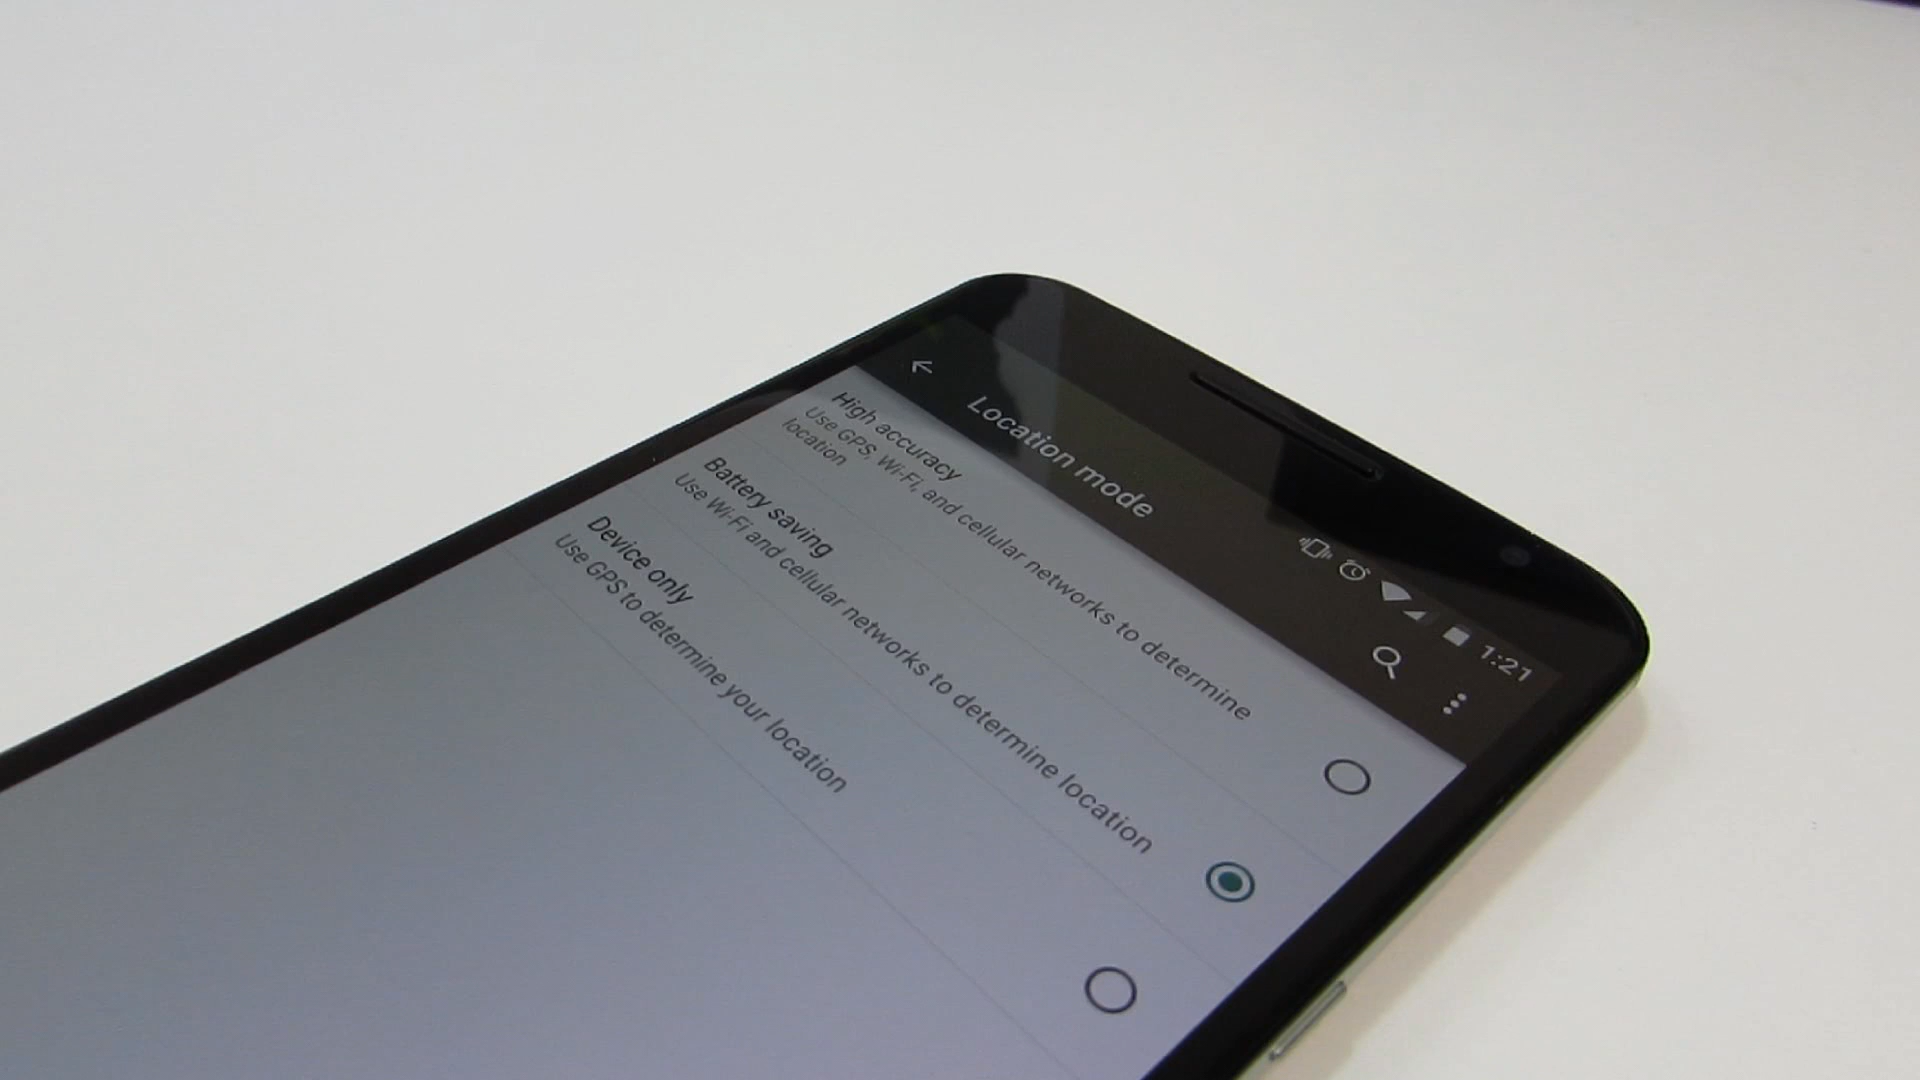 1:21
Location mode
High accuracy
Use GPS, Wi-Fi, and cellular networks to determine
location
Battery saving
Use Wi-Fi and cellular networks to determine location
Device only
Use GPS to determine your location